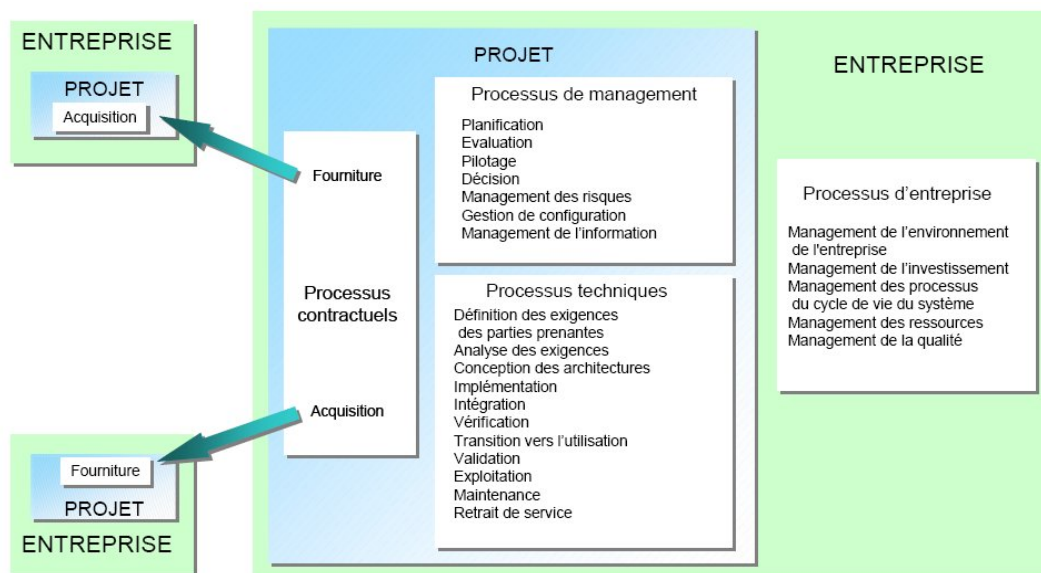 ENTREPRISE
PROJET
Acquisition
Fourniture
PROJET
ENTREPRISE
PROJET
Fourniture
Processus
contractuels
Acquisition
Processus de management
Planification
Evaluation
Pilotage
Décision
Management des risques
Gestion de configuration
Management de l'information
Processus techniques
Définition des exigences
des parties prenantes
Analyse des exigences
Conception des architectures
Implémentation
Intégration
Vérification
Transition vers l'utilisation
Validation
Exploitation
Maintenance
Retrait de service
ENTREPRISE
Processus d'entreprise
Management de l'environnement
de l'entreprise
Management de l'investissement
Management des processus
du cycle de vie du système
Management des ressources
Management de la qualité